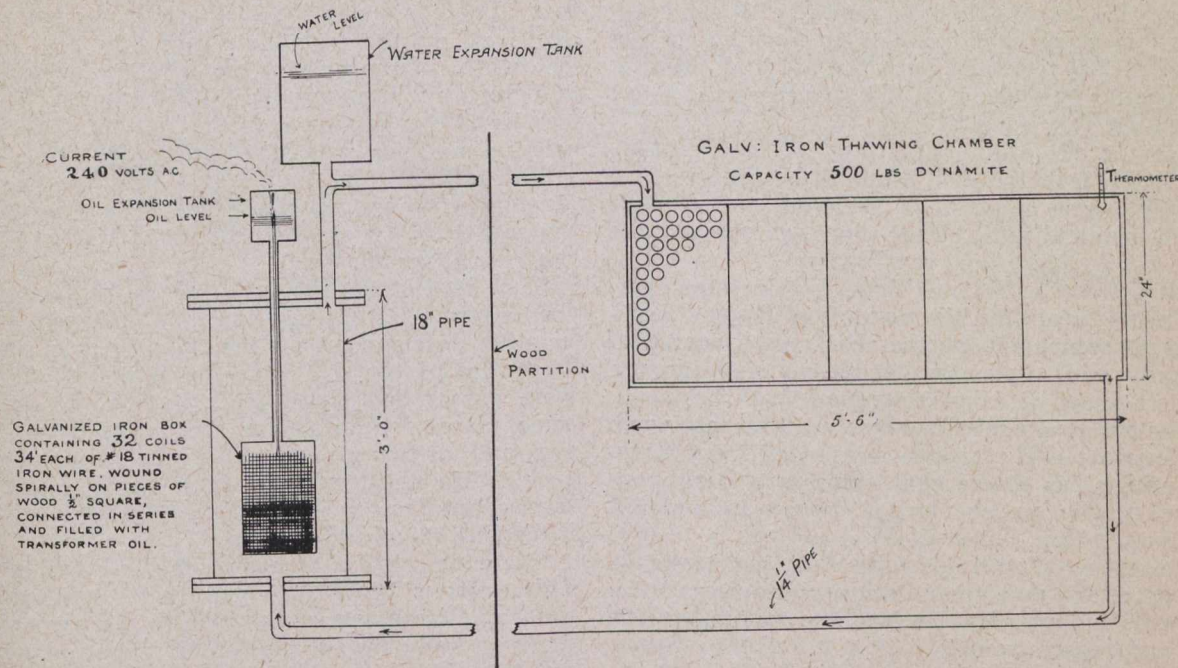 WATER
LEVEL
WATER EXPANSION TANK
CURRENT
240 VOLTS A.C.
OIL EXPANSION TANK
OIL LEVEL
GALV: IRON THAWING CHAMBER
CAPACITY 500 LBS DYNAMITE
THERMOMETER
24"
18" PIPE
WOOD
PARTITION
5'-6"
3'-0"
GALVANIZED IRON BOX
CONTAINING 32 COILS
34' EACH OF #18 TINNED
IRON WIRE, WOUND
SPIRALLY ON PIECES OF
WOOD ½" SQUARE,
CONNECTED IN SERIES
AND FILLED WITH
TRANSFORMER OIL.
1¼" PIPE